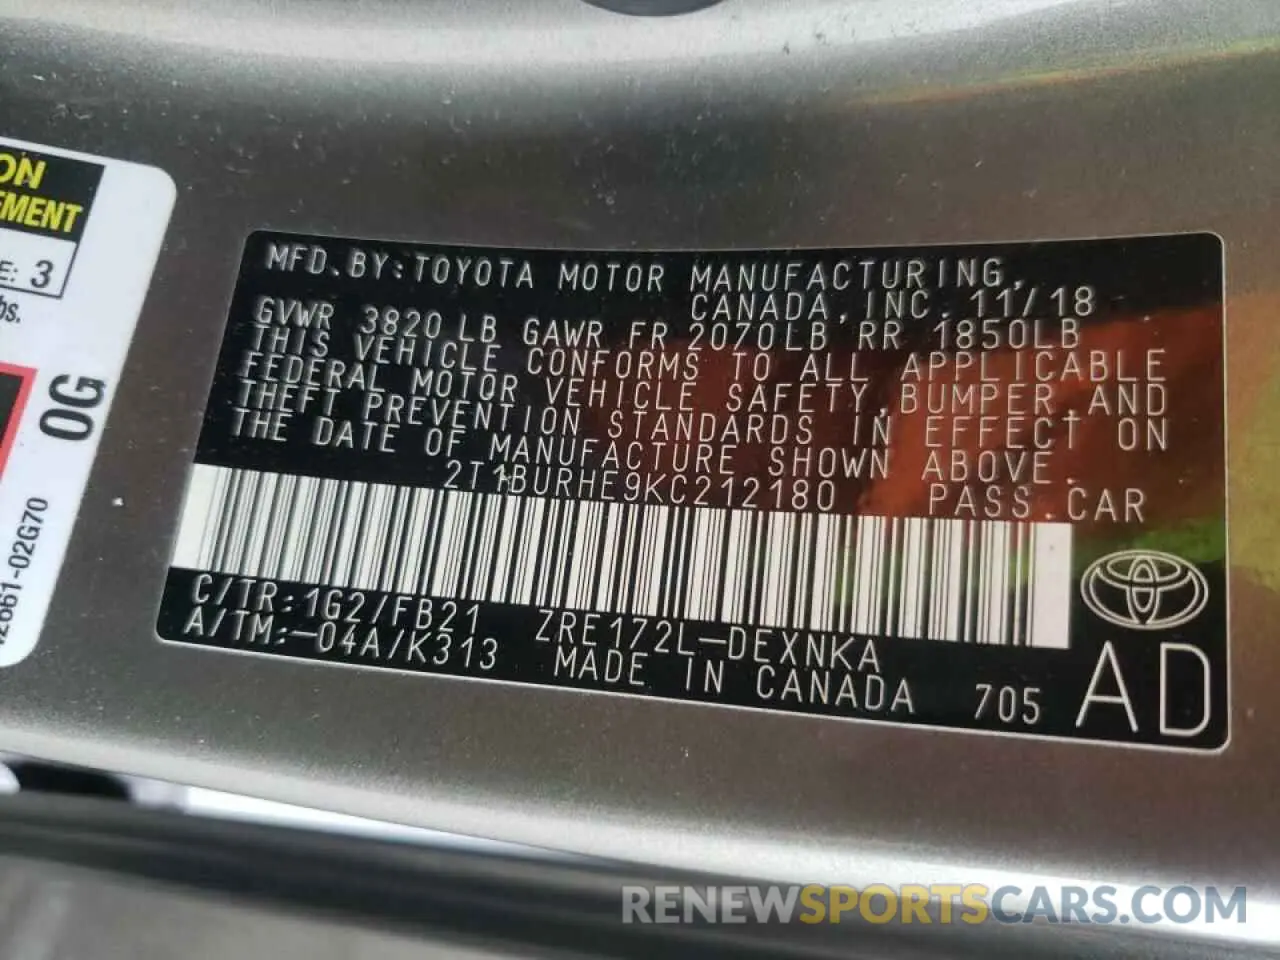 ON
EMENT
E: 3
bs.
0G
42661-02G70
MFD.BY:TOYOTA MOTOR MANUFACTURING,
CANADA, INC. 11/18
GVWR 3820LB GAWR FR 2070LB RR 1850LB
THIS VEHICLE CONFORMS TO ALL APPLICABLE
FEDERAL MOTOR VEHICLE SAFETY, BUMPER, AND
THEFT PREVENTION STANDARDS IN EFFECT ON
THE DATE OF MANUFACTURE SHOWN ABOVE.
2T1BURHE9KC212180 PASS.CAR
C/TR:1G2/FB21 ZRE172L-DEXNKA
A/TM:-04A/K313 MADE IN CANADA 705 AD
RENEWSPORTSCARS.COM